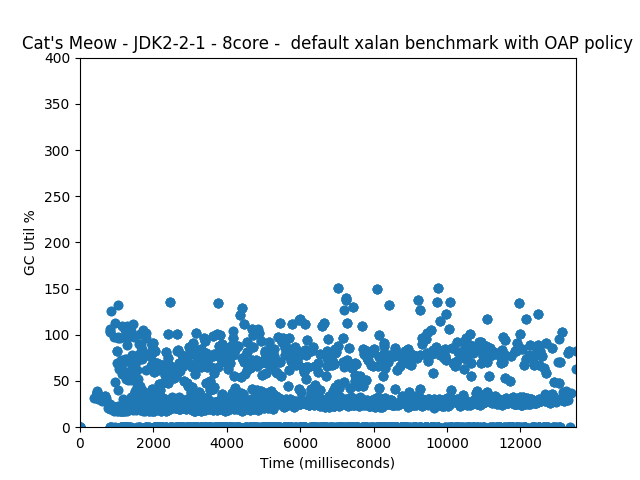 Cat's Meow - JDK2-2-1 - 8core -  default xalan benchmark with OAP policy
400
350
300
250
200
150
100
50
0
GC Util %
0 2000 4000 6000 8000 10000 12000
Time (milliseconds)